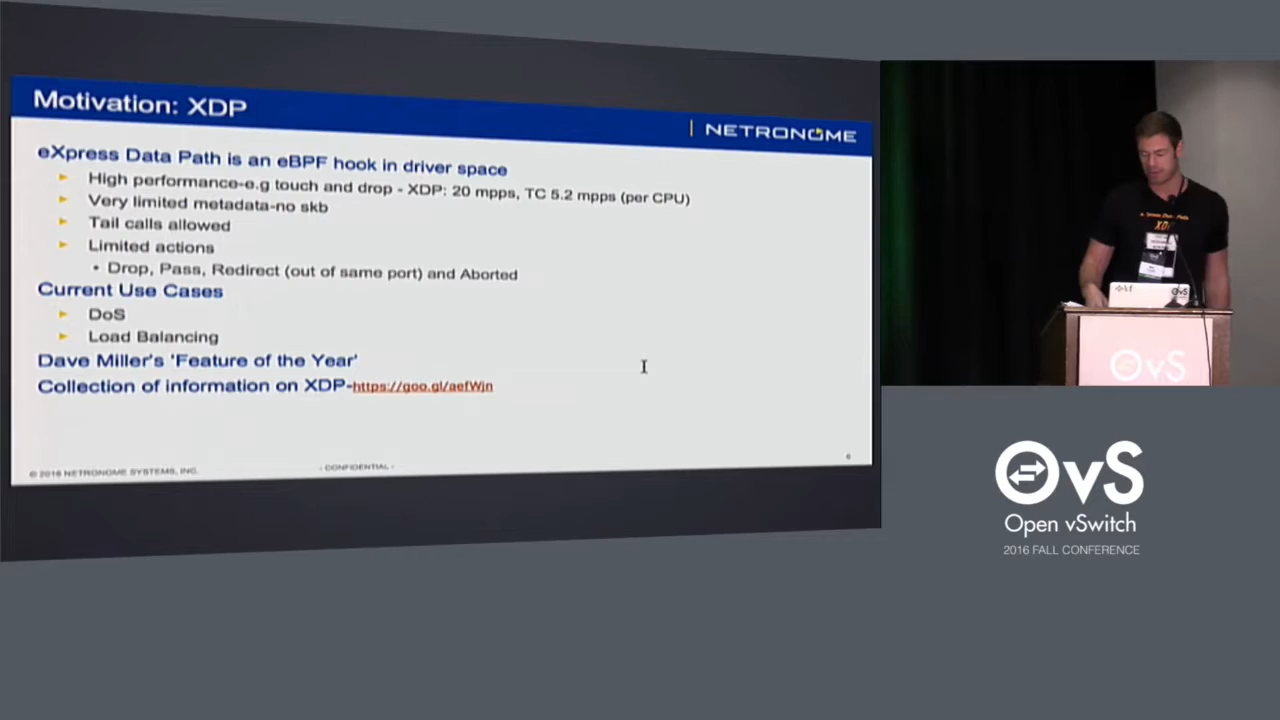 Motivation: XDP
NETRONOME
eXpress Data Path is an eBPF hook in driver space
High performance-e.g touch and drop - XDP: 20 mpps, TC 5.2 mpps (per CPU)
Very limited metadata-no skb
Tail calls allowed
Limited actions
• Drop, Pass, Redirect (out of same port) and Aborted
Current Use Cases
DoS
Load Balancing
Dave Miller's 'Feature of the Year'
Collection of information on XDP-https://goo.gl/aefWjn
© 2016 NETRONOME SYSTEMS, INC.
- CONFIDENTIAL -
6
XDP
OvS
OvS
OvS
Open vSwitch
2016 FALL CONFERENCE